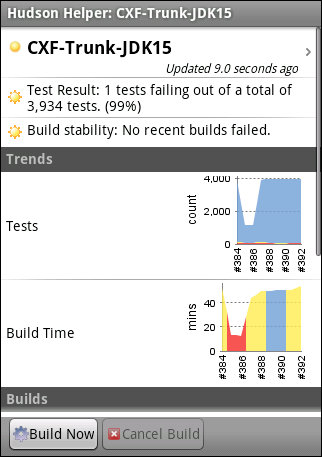 Hudson Helper: CXF-Trunk-JDK15
CXF-Trunk-JDK15
Updated 9.0 seconds ago
Test Result: 1 tests failing out of a total of
3,934 tests. (99%)
Build stability: No recent builds failed.
Trends
Tests
count
4,000
2,000
0
#384
#386
#388
#390
#392
Build Time
mins
40
20
0
#384
#386
#388
#390
#392
Builds
Build Now
Cancel Build